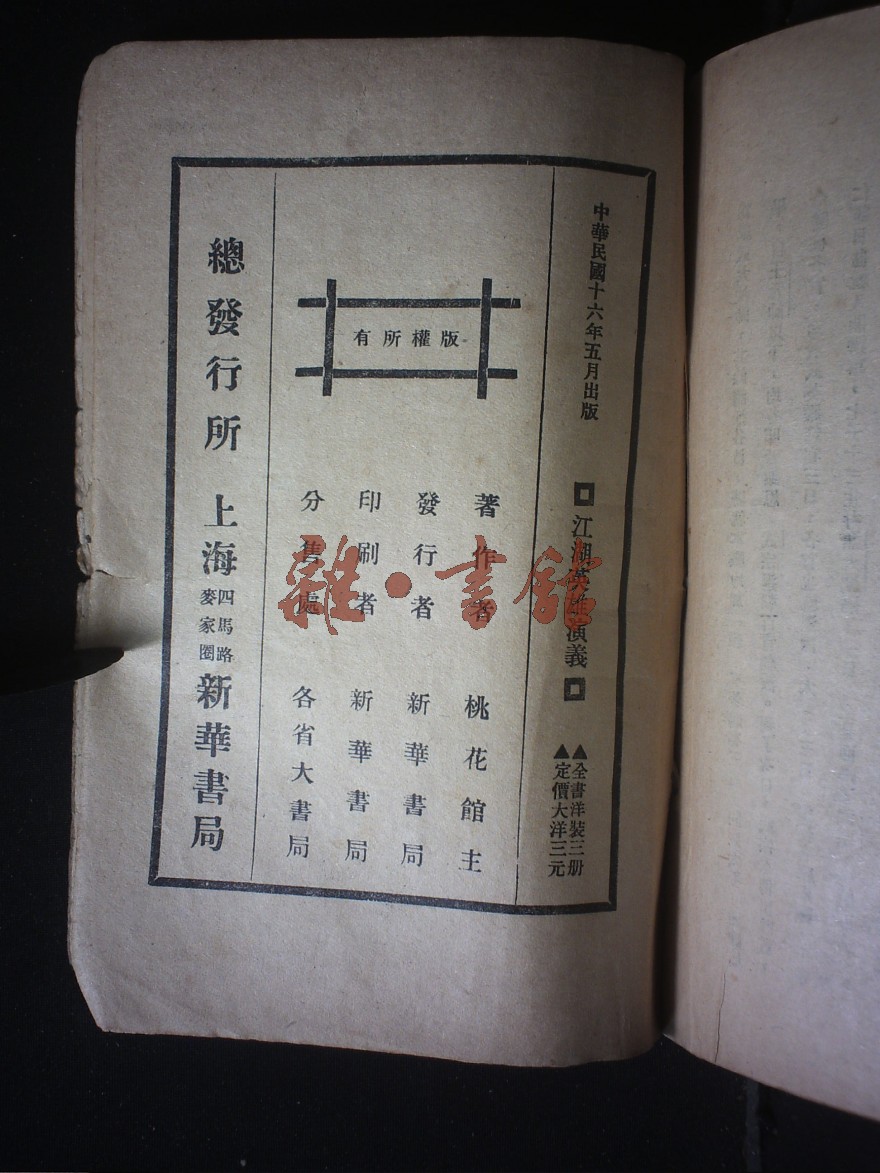 中華民國十六年五月出版
江湖英雄演義
▲全書洋裝三册
▲定價大洋三元
版權所有
著作者 桃花館主
發行者 新華書局
印刷者 新華書局
分售處 各省大書局
總發行所 上海 四馬路 麥家圈 新華書局
雜·書館